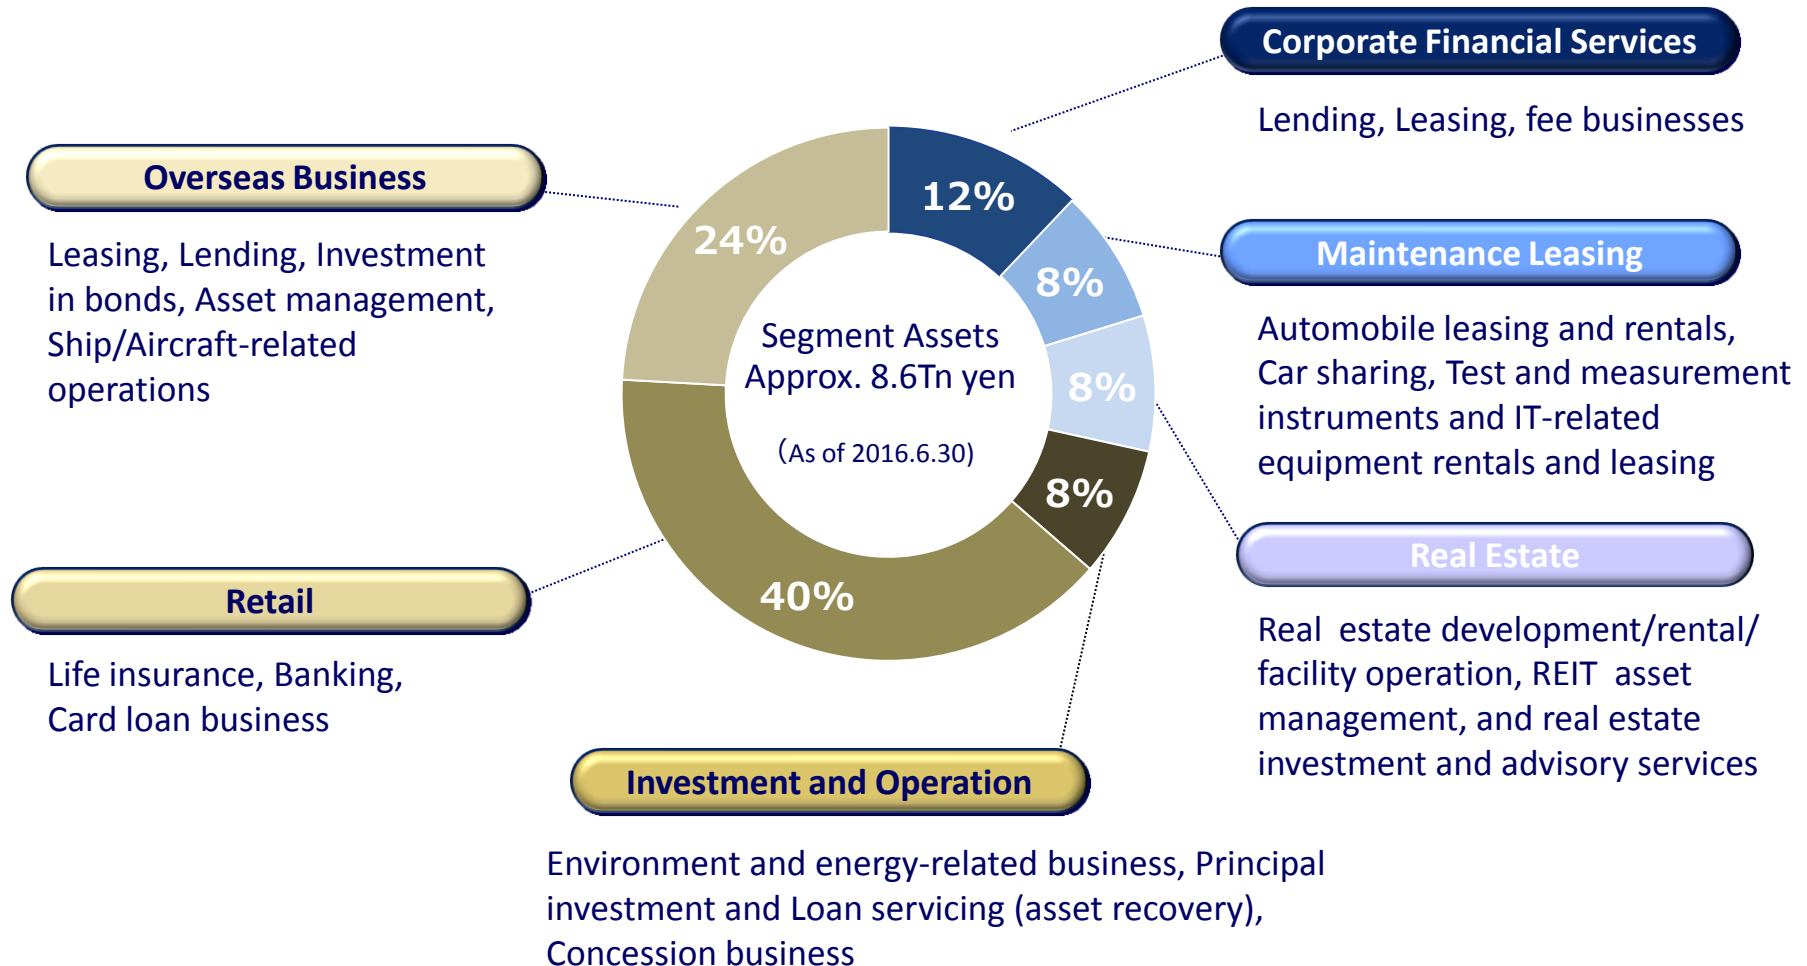 Corporate Financial Services
Lending, Leasing, fee businesses
Overseas Business
Leasing, Lending, Investment
in bonds, Asset management,
Ship/Aircraft-related
operations
12%
24%
8%
8%
8%
40%
Segment Assets
Approx. 8.6Tn yen
（As of 2016.6.30)
Maintenance Leasing
Automobile leasing and rentals,
Car sharing, Test and measurement
instruments and IT-related
equipment rentals and leasing
Real Estate
Real estate development/rental/
facility operation, REIT asset
management, and real estate
investment and advisory services
Retail
Life insurance, Banking,
Card loan business
Investment and Operation
Environment and energy-related business, Principal
investment and Loan servicing (asset recovery),
Concession business